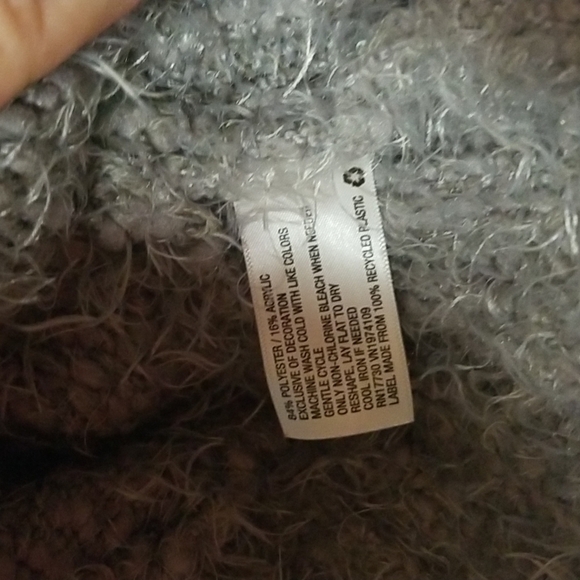 84% POLYESTER / 16% ACRYLIC
EXCLUSIVE OF DECORATION
MACHINE WASH COLD WITH LIKE COLORS
GENTLE CYCLE
ONLY NON-CHLORINE BLEACH WHEN NEEDED
RESHAPE, LAY FLAT TO DRY
COOL IRON IF NEEDED
RN17730 VN1974109
LABEL MADE FROM 100% RECYCLED PLASTIC